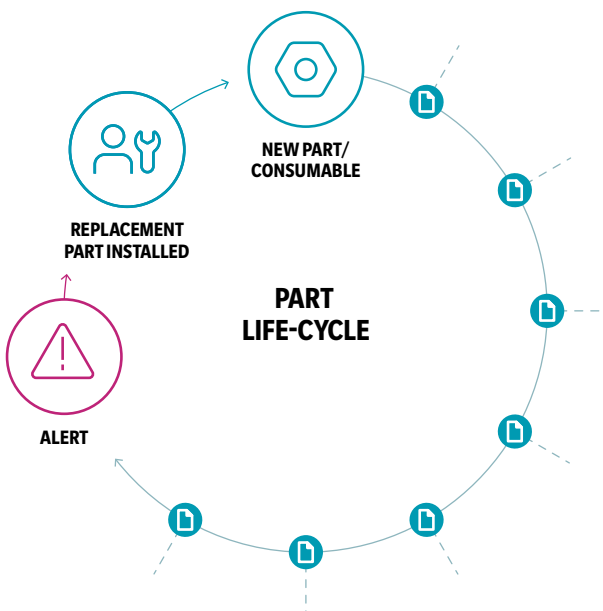 NEW PART/
CONSUMABLE
REPLACEMENT
PART INSTALLED
PART
LIFE-CYCLE
ALERT